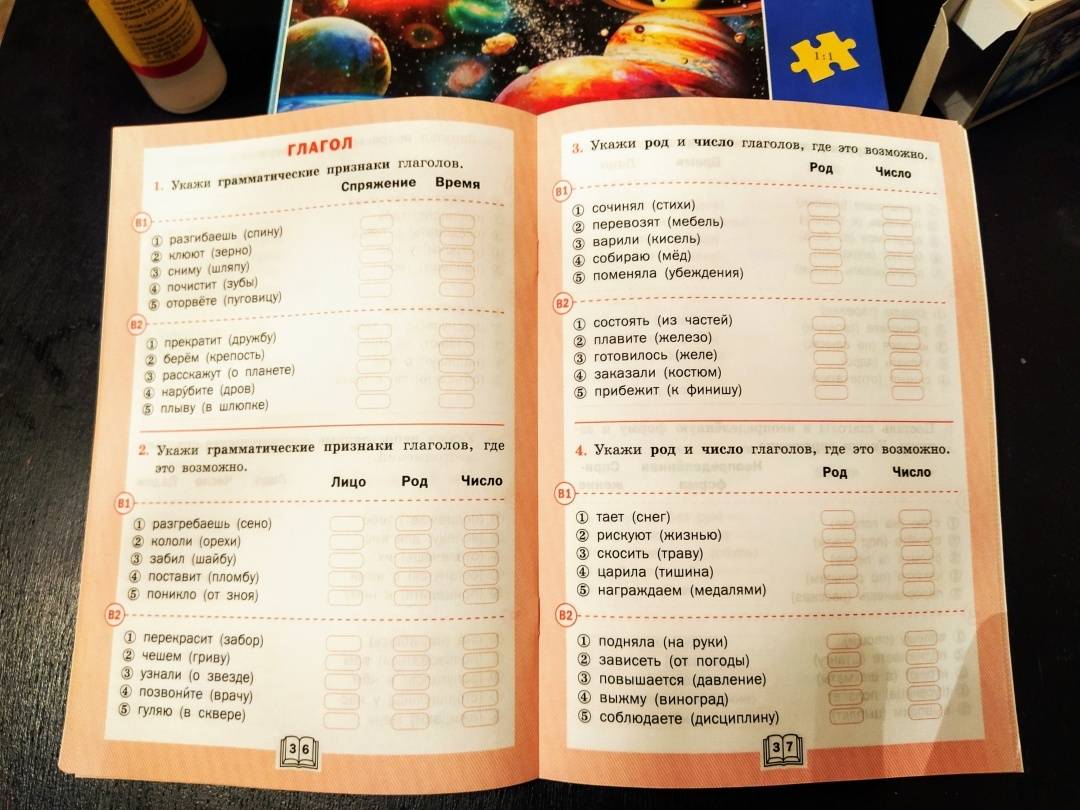 1:1
ГЛАГОЛ
1. Укажи грамматические признаки глаголов.
Спряжение Время
В1
① разгибаешь (спину)
② клюют (зерно)
③ сниму (шляпу)
④ почистит (зубы)
⑤ оторвёте (пуговицу)
В2
① прекратит (дружбу)
② берём (крепость)
③ расскажут (о планете)
④ нару́бите (дров)
⑤ плыву (в шлюпке)
2. Укажи грамматические признаки глаголов, где
это возможно.
Лицо Род Число
В1
① разгребаешь (сено)
② кололи (орехи)
③ забил (шайбу)
④ поставит (пломбу)
⑤ поникло (от зноя)
В2
① перекрасит (забор)
② чешем (гриву)
③ узнали (о звезде)
④ позвоните (врачу)
⑤ гуляю (в сквере)
36
3. Укажи род и число глаголов, где это возможно.
Род Число
В1
① сочинял (стихи)
② перевозят (мебель)
③ варили (кисель)
④ собираю (мёд)
⑤ поменяла (убеждения)
В2
① состоять (из частей)
② плавите (железо)
③ готовилось (желе)
④ заказали (костюм)
⑤ прибежит (к финишу)
4. Укажи род и число глаголов, где это возможно.
Род Число
В1
① тает (снег)
② рискуют (жизнью)
③ скосить (траву)
④ царила (тишина)
⑤ награждаем (медалями)
В2
① подняла (на руки)
② зависеть (от погоды)
③ повышается (давление)
④ выжму (виноград)
⑤ соблюдаете (дисциплину)
37